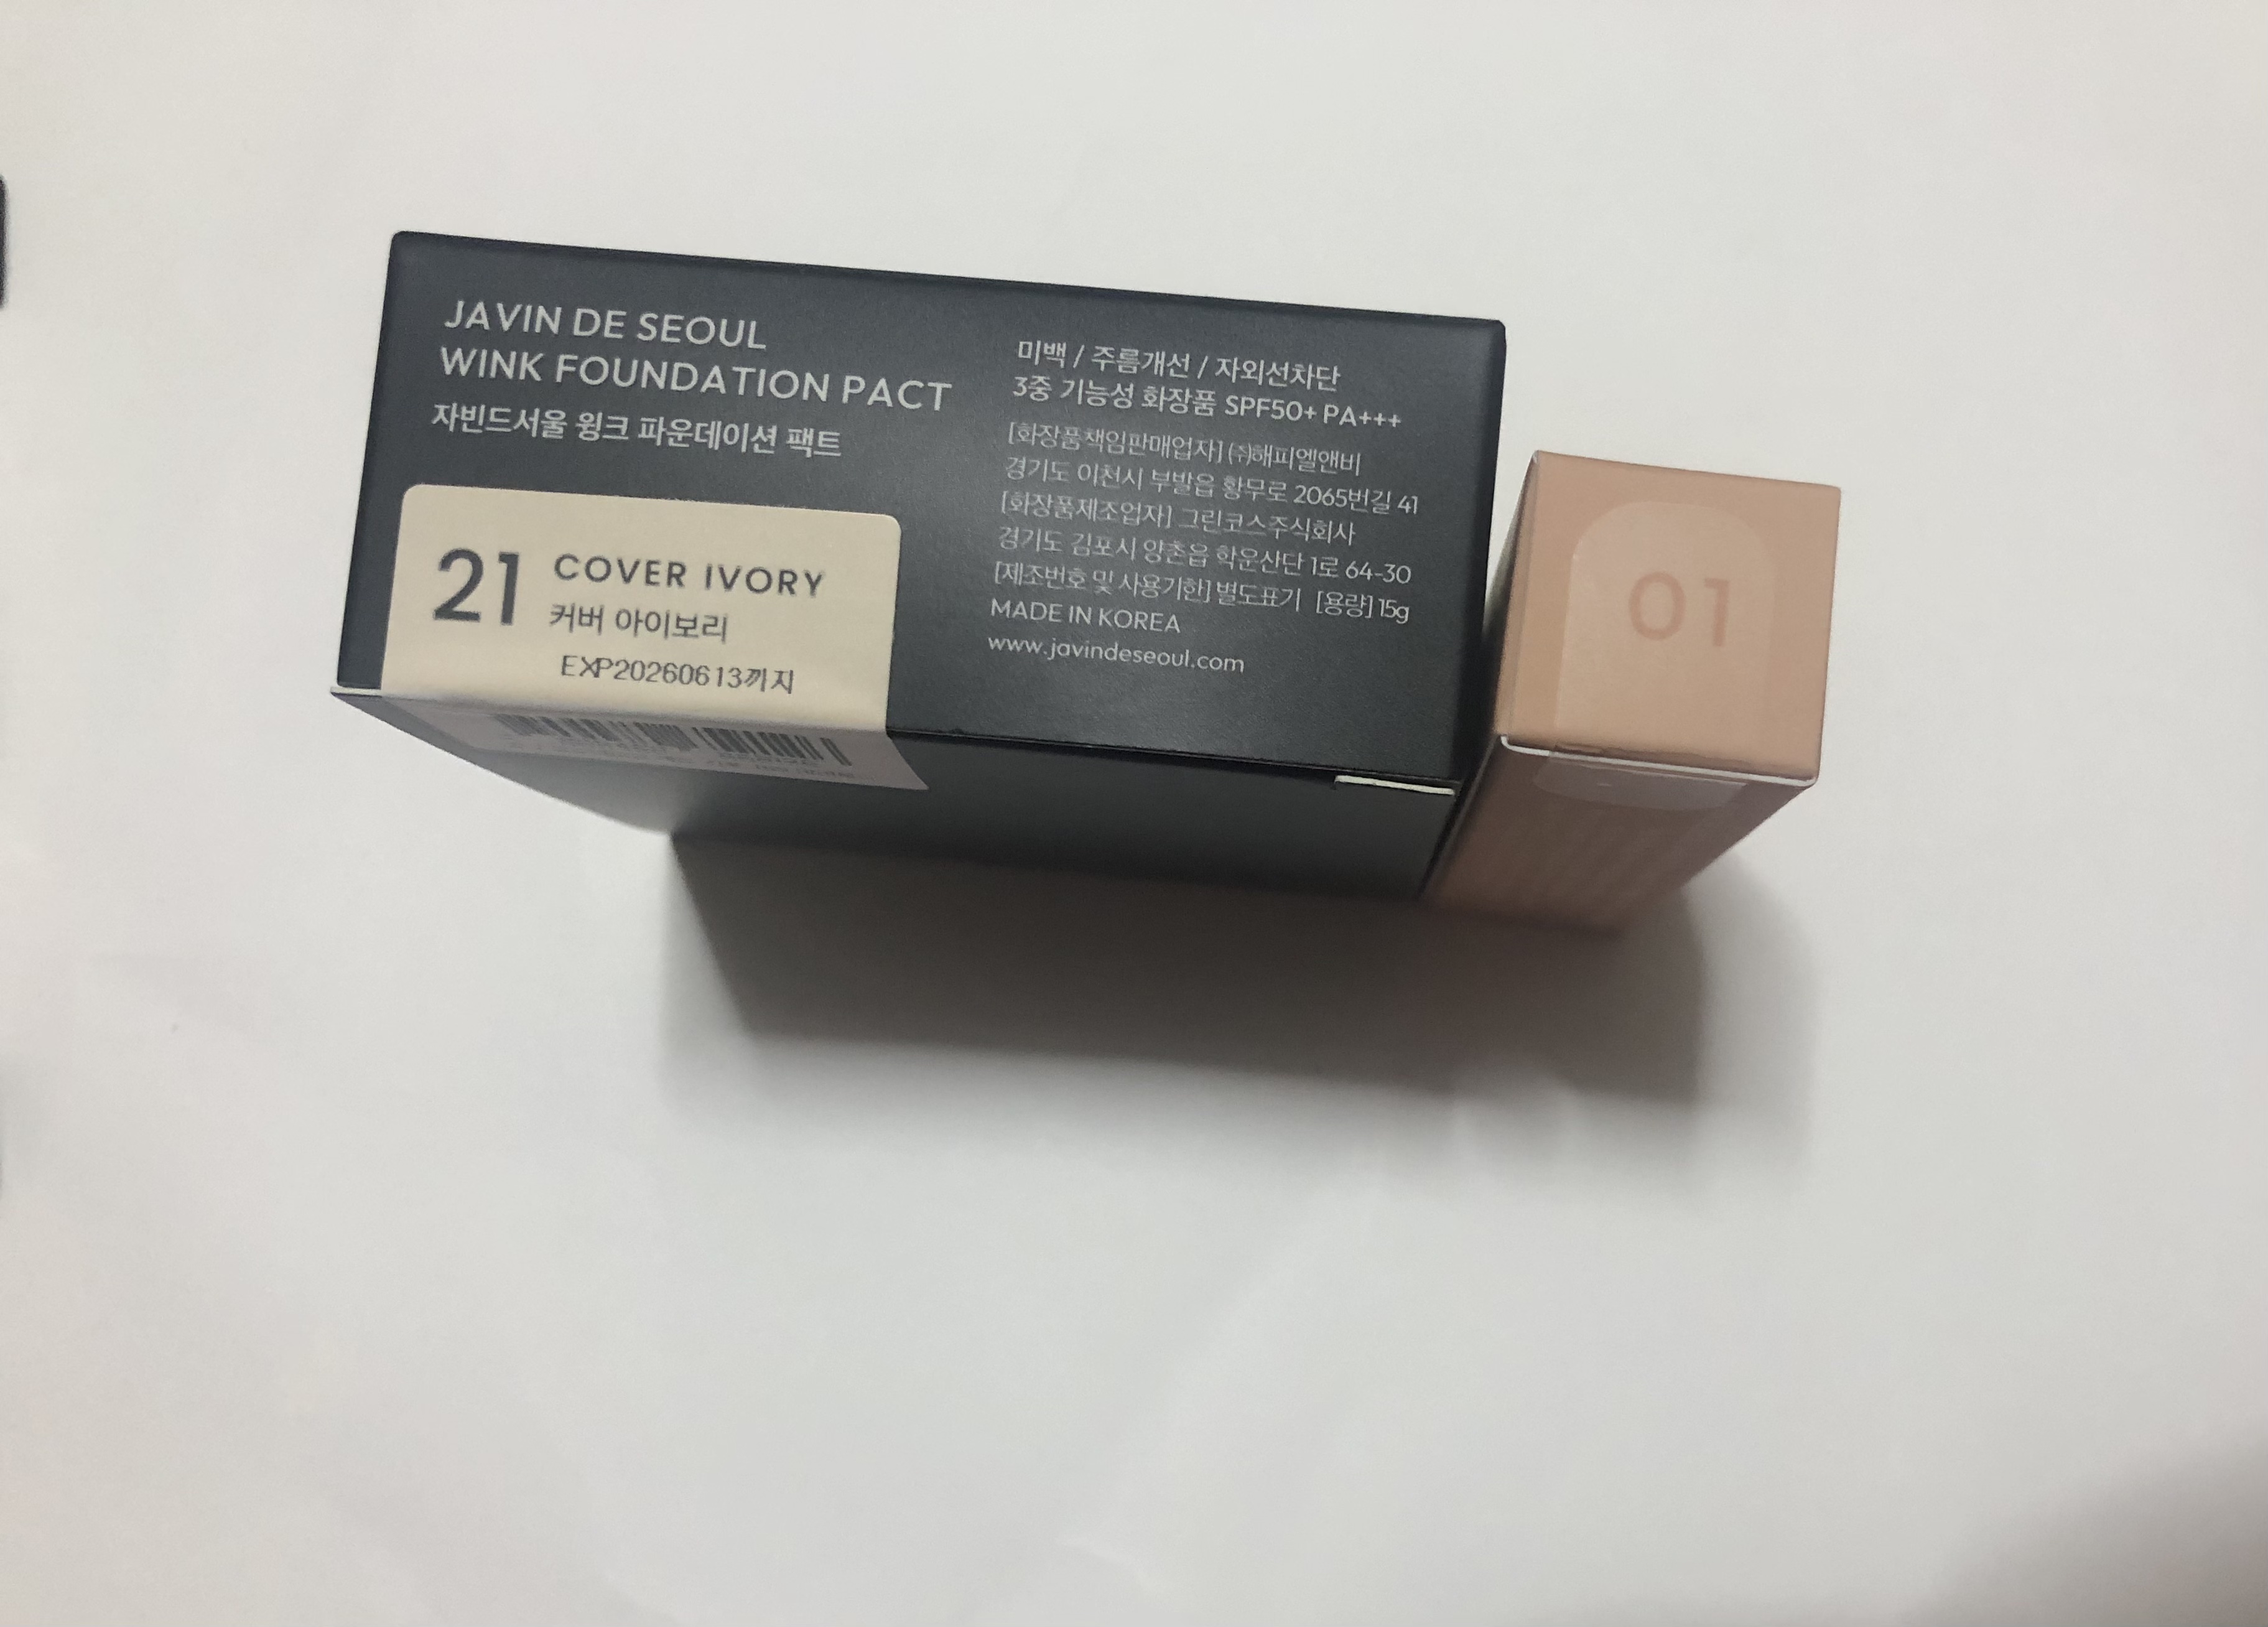 JAVIN DE SEOUL
WINK FOUNDATION PACT
자빈드서울 윙크 파운데이션 팩트
21 COVER IVORY
커버 아이보리
EXP20260613까지
미백 / 주름개선 / 자외선차단
3중 기능성 화장품 SPF50+ PA+++
[화장품책임판매업자] ㈜해피엘앤비
경기도 이천시 부발읍 황무로 2065번길 41
[화장품제조업자] 그린코스주식회사
경기도 김포시 양촌읍 학운산단 1로 64-30
[제조번호 및 사용기한] 별도표기 [용량] 15g
MADE IN KOREA
www.javindeseoul.com
01